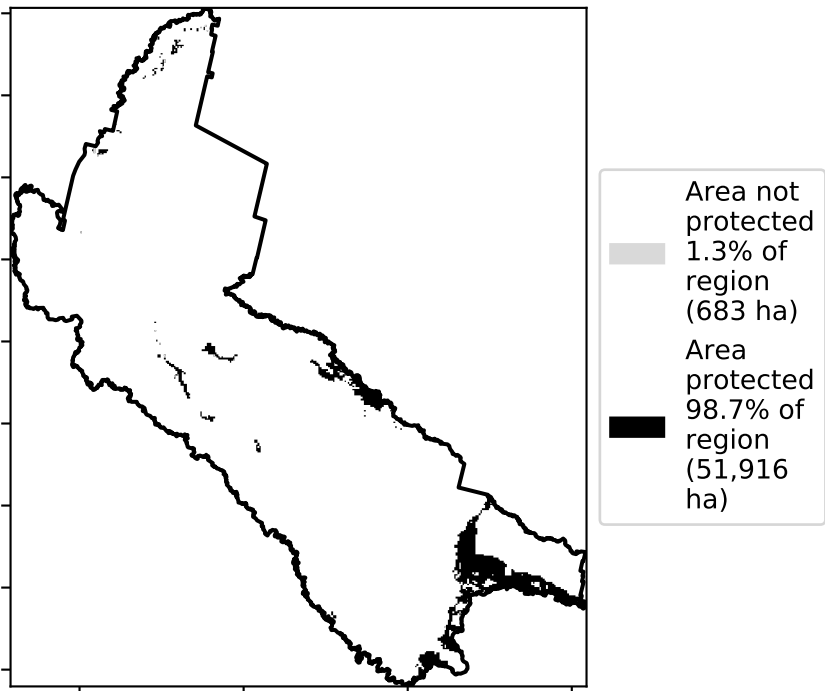 Area not
protected
1.3% of
region
(683 ha)
Area
protected
98.7% of
region
(51,916
ha)